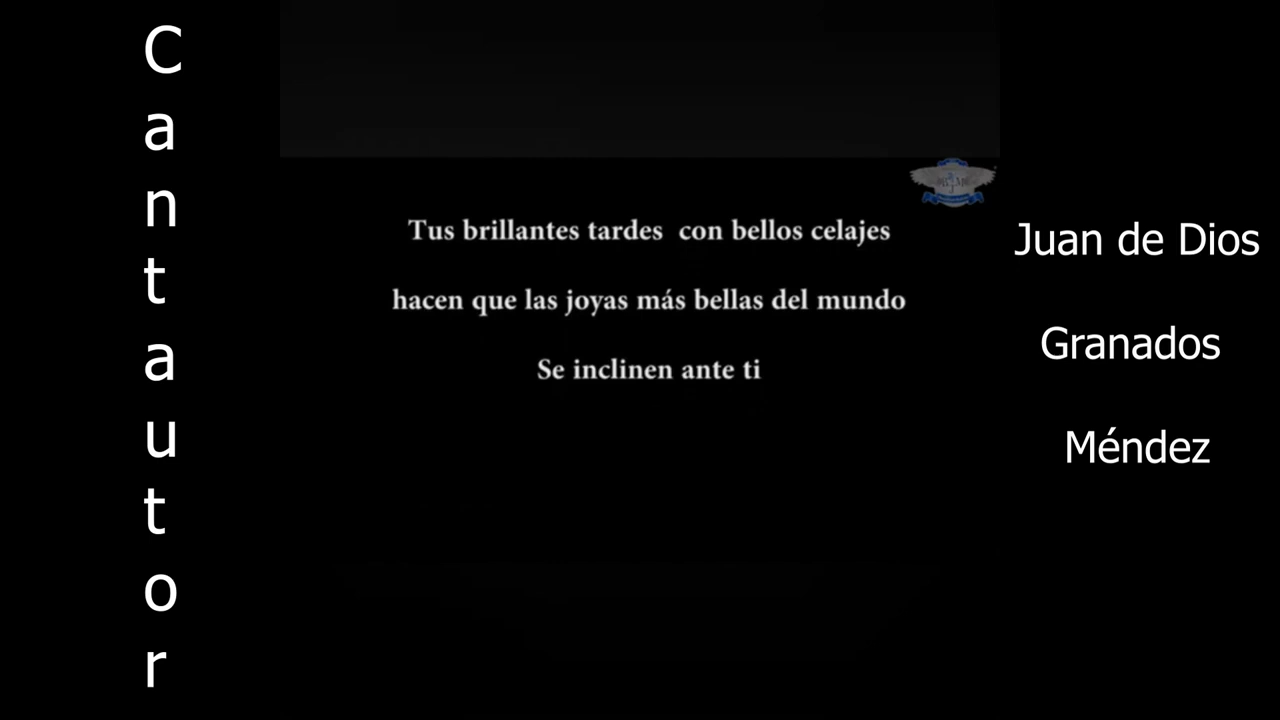 Cantautor
Tus brillantes tardes con bellos celajes
hacen que las joyas más bellas del mundo
Se inclinen ante ti
Juan de Dios
Granados
Méndez